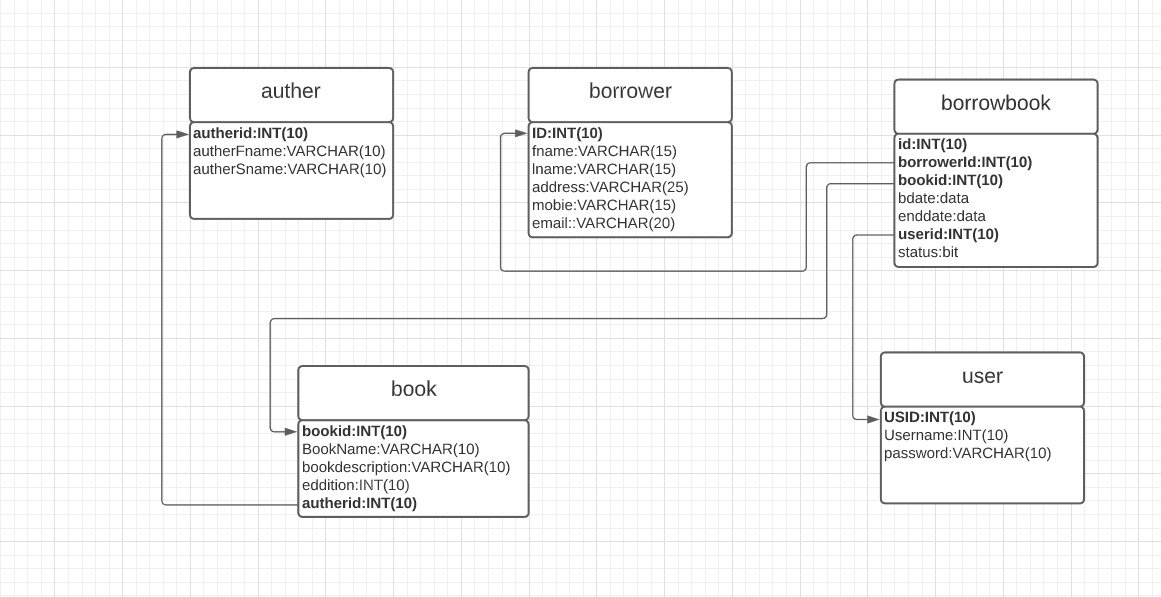 auther
autherid:INT(10)
autherFname:VARCHAR(10)
autherSname:VARCHAR(10)
borrower
ID:INT(10)
fname:VARCHAR(15)
lname:VARCHAR(15)
address:VARCHAR(25)
mobie:VARCHAR(15)
email::VARCHAR(20)
borrowbook
id:INT(10)
borrowerId:INT(10)
bookid:INT(10)
bdate:data
enddate:data
userid:INT(10)
status:bit
book
bookid:INT(10)
BookName:VARCHAR(10)
bookdescription:VARCHAR(10)
eddition:INT(10)
autherid:INT(10)
user
USID:INT(10)
Username:INT(10)
password:VARCHAR(10)